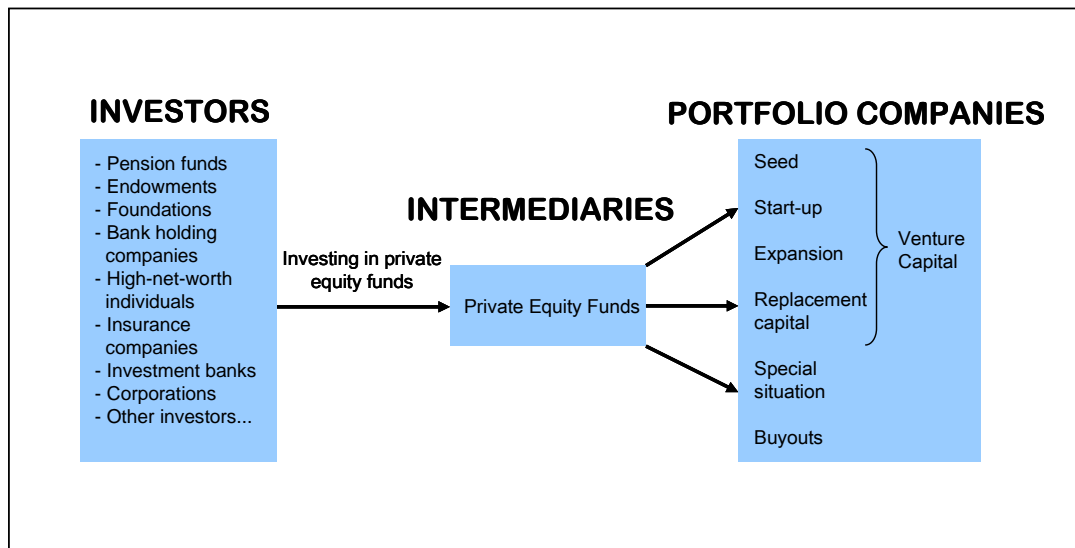 INVESTORS
- Pension funds
- Endowments
- Foundations
- Bank holding
companies
- High-net-worth
individuals
- Insurance
companies
- Investment banks
- Corporations
- Other investors...
Investing in private
equity funds
INTERMEDIARIES
Private Equity Funds
PORTFOLIO COMPANIES
Seed
Start-up
Expansion
Replacement
capital
Special
situation
Buyouts
Venture
Capital